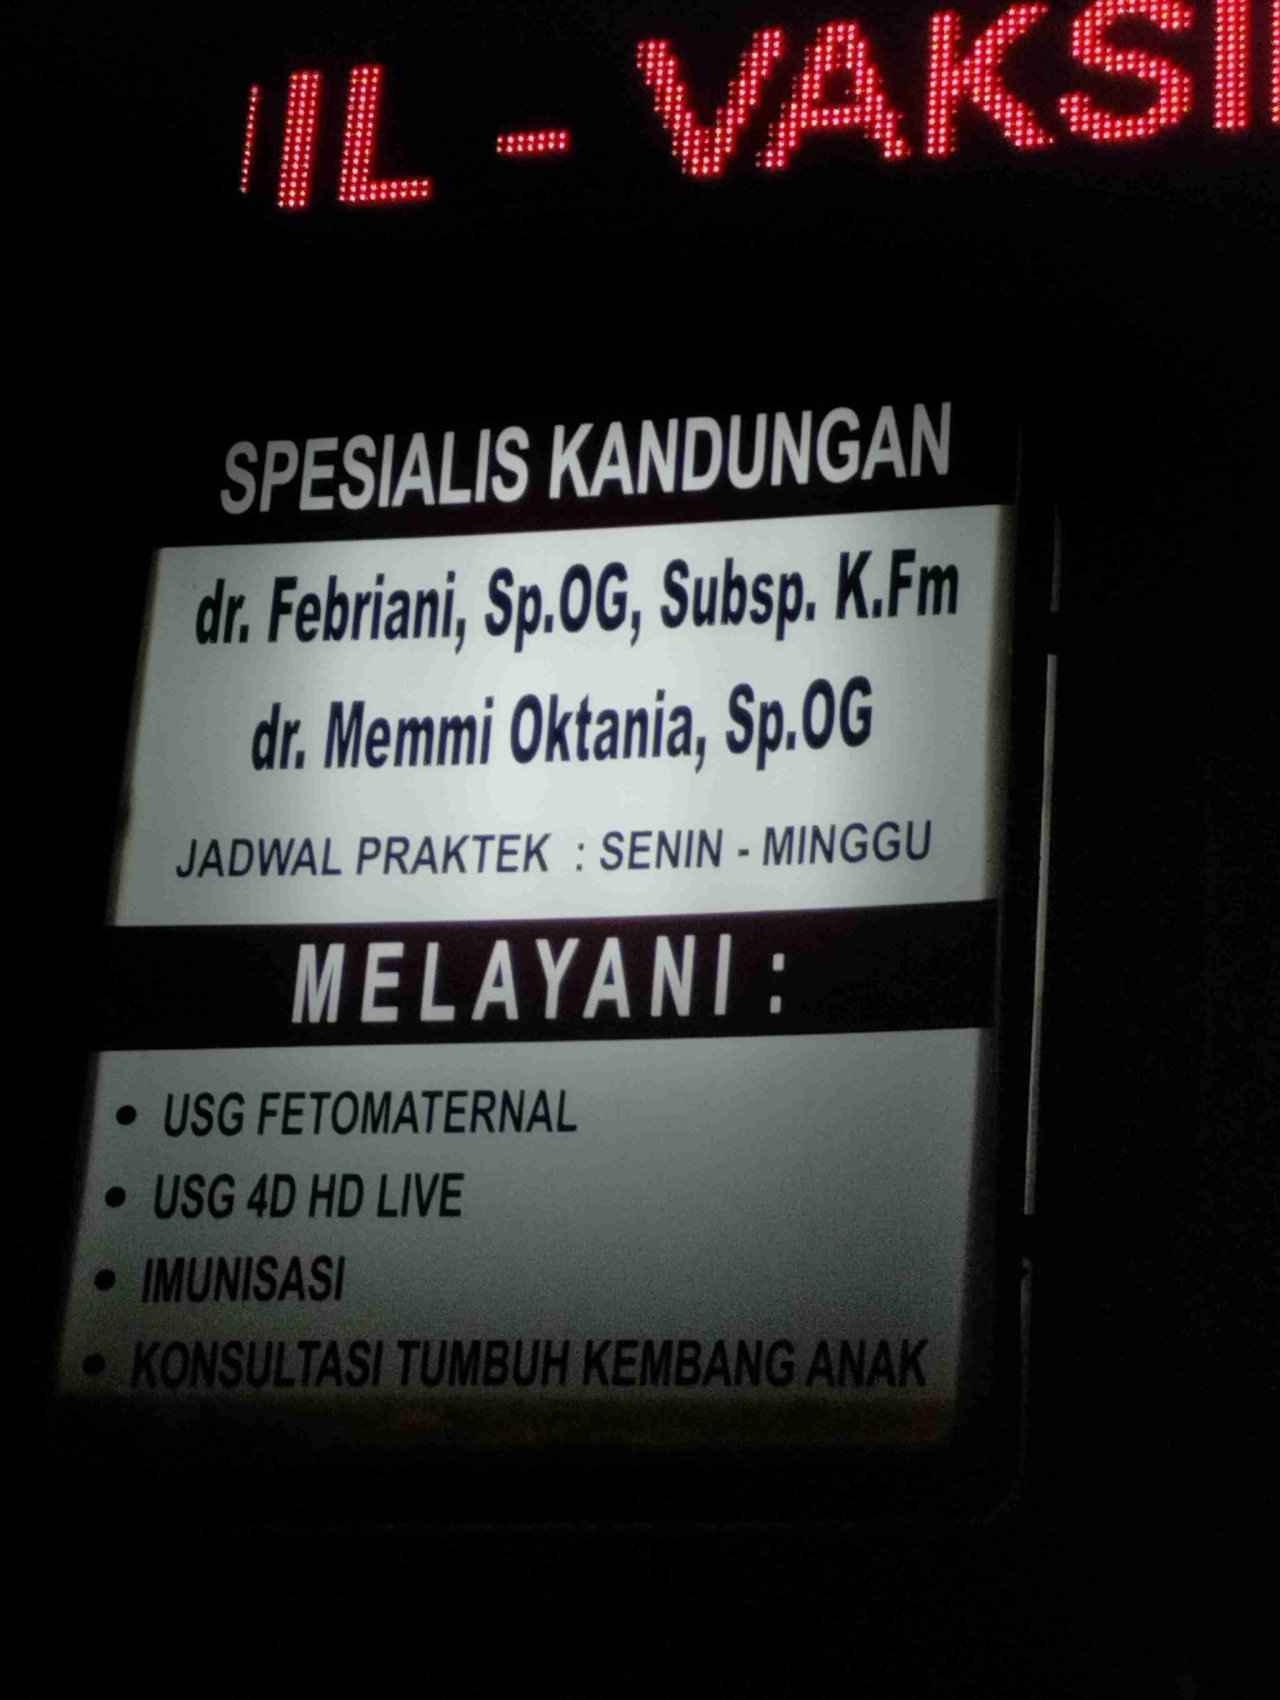 IL - VAKSI
SPESIALIS KANDUNGAN
dr. Febriani, Sp.OG, Subsp. K.Fm
dr. Memmi Oktania, Sp.OG
JADWAL PRAKTEK : SENIN - MINGGU
MELAYANI :
• USG FETOMATERNAL
• USG 4D HD LIVE
• IMUNISASI
• KONSULTASI TUMBUH KEMBANG ANAK